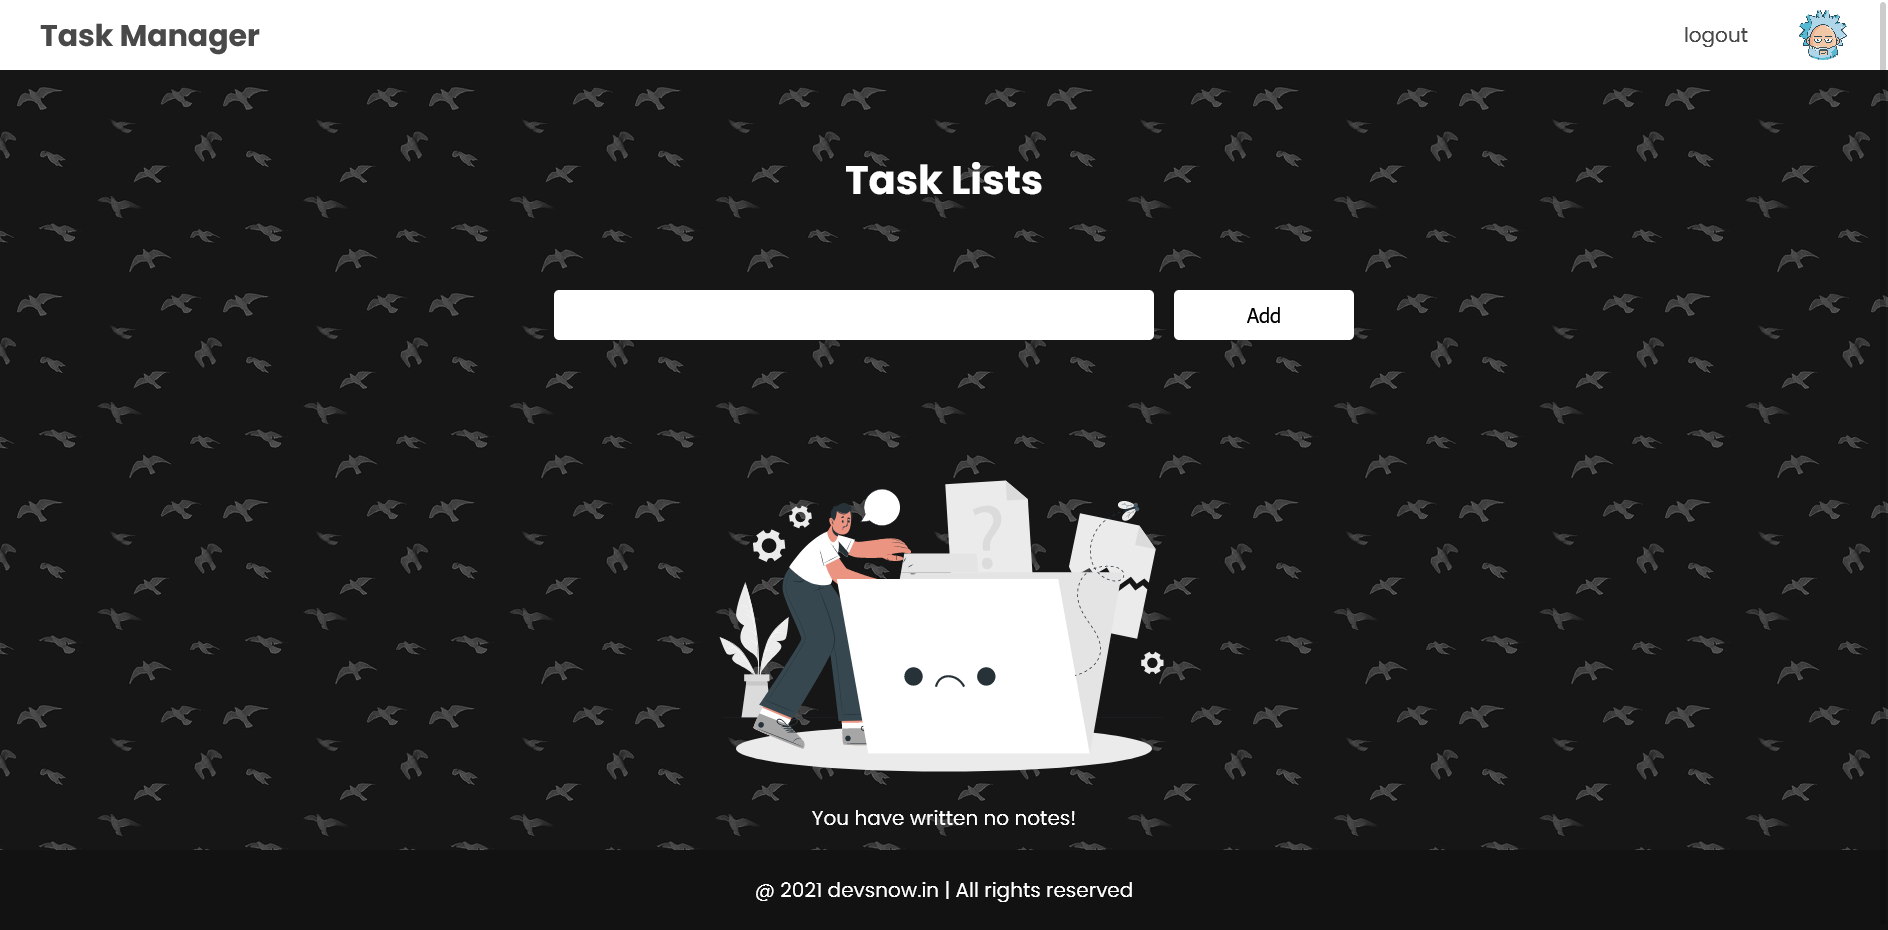 Task Manager
logout
Task Lists
Add
?
You have written no notes!
@ 2021 devsnow.in | All rights reserved